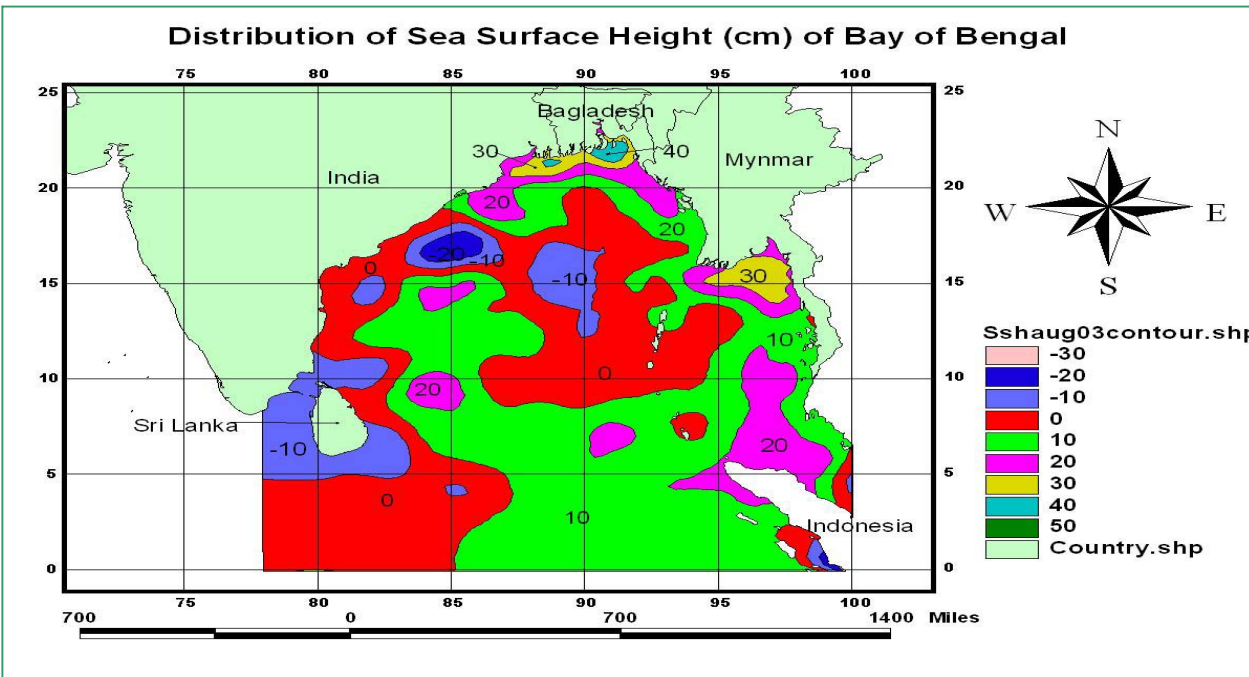 Distribution of Sea Surface Height (cm) of Bay of Bengal
75 80 85 90 95 100
25 25
Bagladesh
30 40
Mynmar
India
N
20 20 20
W E
20
-20 -10
0
-10
30
15 15
S
Sshaug03contour.shp
-30
-20
-10
0
10
20
30
40
50
Country.shp
10
0
10 10
20
Sri Lanka
-10
20
5 5
0
10
Indonesia
0 0
75 80 85 90 95 100
700 0 700 1400 Miles